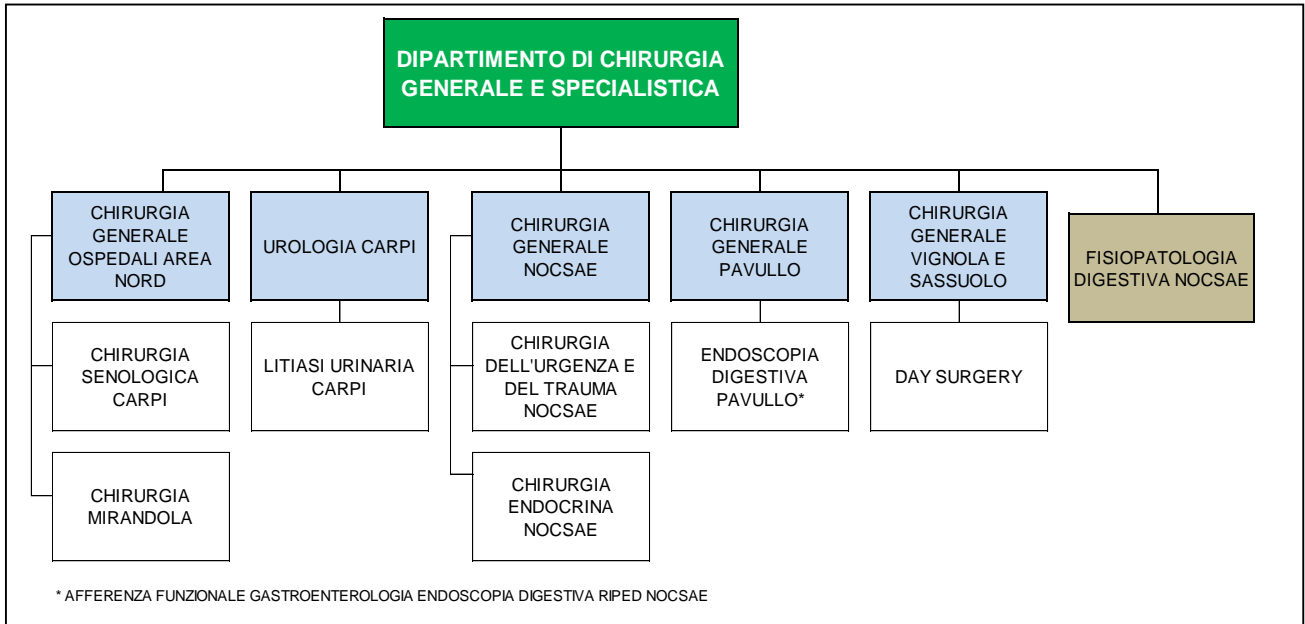 DIPARTIMENTO DI CHIRURGIA
GENERALE E SPECIALISTICA
CHIRURGIA
GENERALE
OSPEDALI AREA
NORD
UROLOGIA CARPI
CHIRURGIA
GENERALE
NOCSAE
CHIRURGIA
GENERALE
PAVULLO
CHIRURGIA
GENERALE
VIGNOLA E
SASSUOLO
FISIOPATOLOGIA
DIGESTIVA NOCSAE
CHIRURGIA
SENOLOGICA
CARPI
LITIASI URINARIA
CARPI
CHIRURGIA
DELL'URGENZA E
DEL TRAUMA
NOCSAE
ENDOSCOPIA
DIGESTIVA
PAVULLO*
DAY SURGERY
CHIRURGIA
MIRANDOLA
CHIRURGIA
ENDOCRINA
NOCSAE
* AFFERENZA FUNZIONALE GASTROENTEROLOGIA ENDOSCOPIA DIGESTIVA RIPED NOCSAE